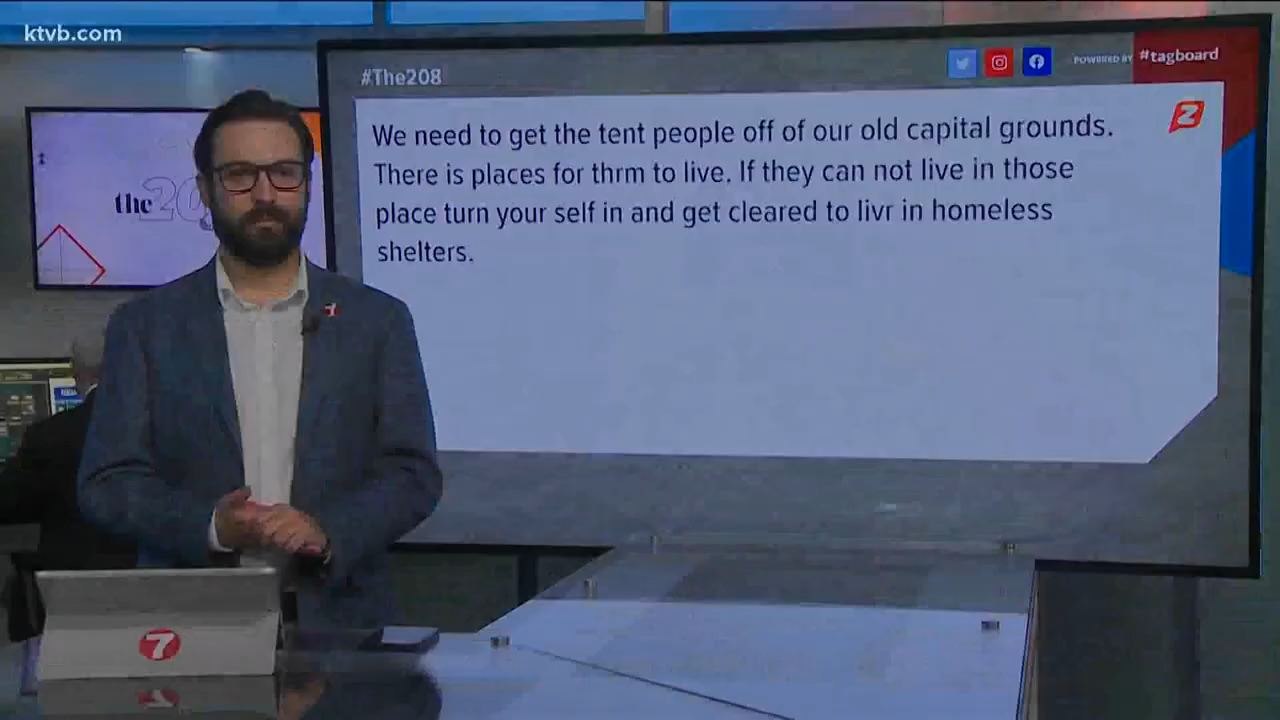 ktvb.com
#The208
POWERED BY #tagboard
We need to get the tent people off of our old capital grounds.
There is places for thrm to live. If they can not live in those
place turn your self in and get cleared to livr in homeless
shelters.
the 20
7
7